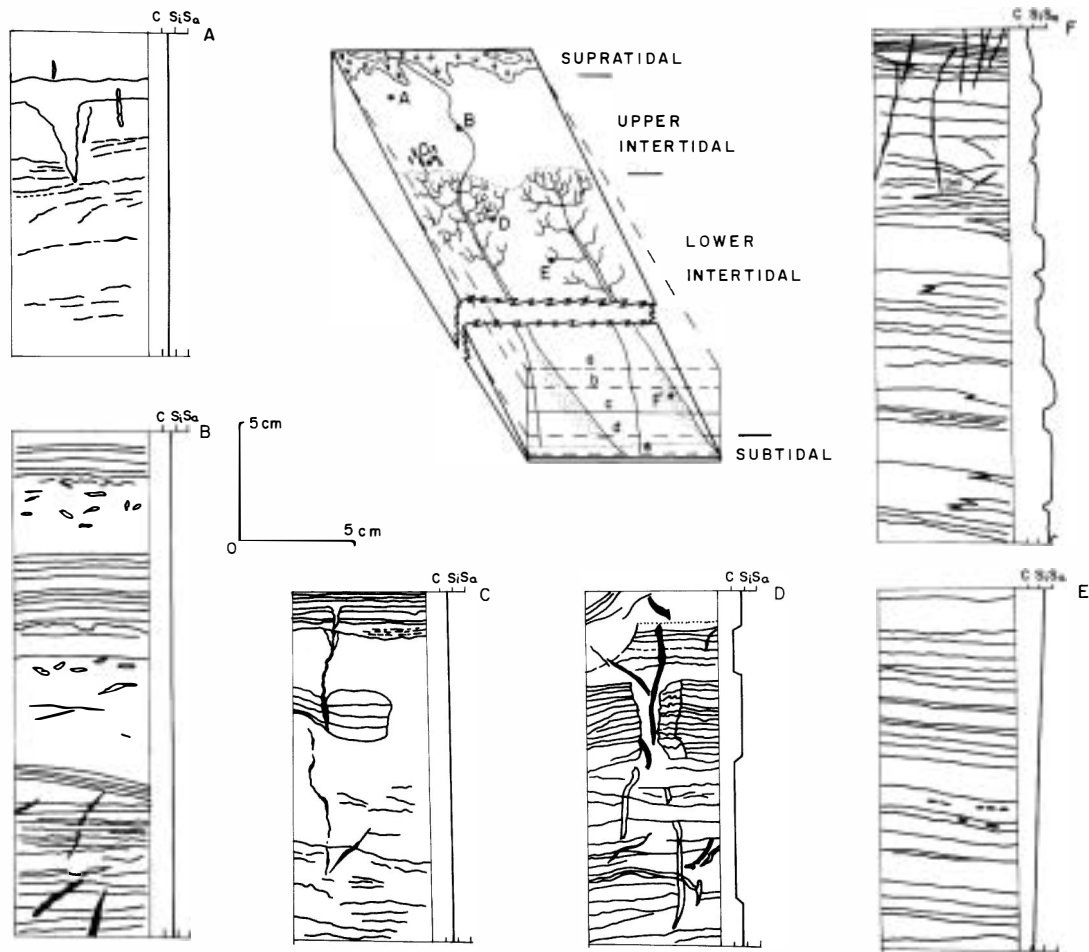 C SiSa
A
SUPRATIDAL
A
B
UPPER
INTERTIDAL
D
LOWER
INTERTIDAL
E
a
b
c
F
d
e
SUBTIDAL
C SiSa
F
C SiSa
B
5 cm
0
5 cm
C SiSa
C
C SiSa
D
C SiSa
E